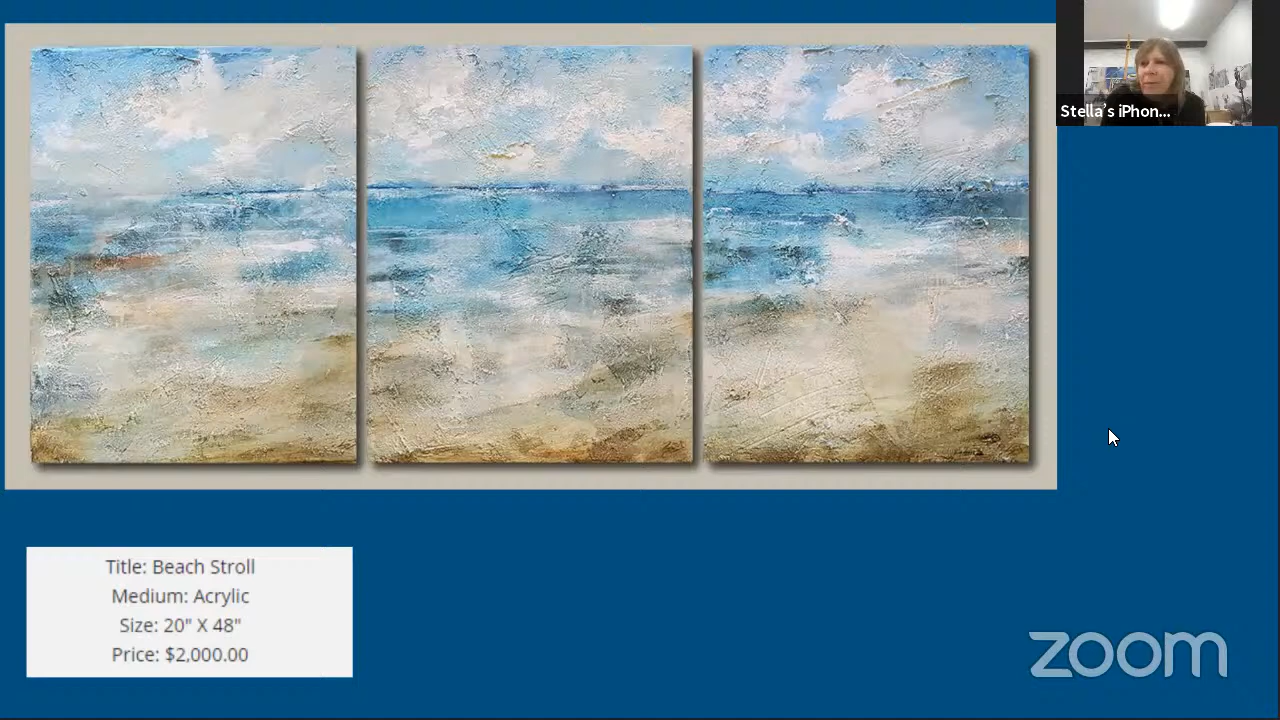 Stella's iPhon...
Title: Beach Stroll
Medium: Acrylic
Size: 20" X 48"
Price: $2,000.00
zoom